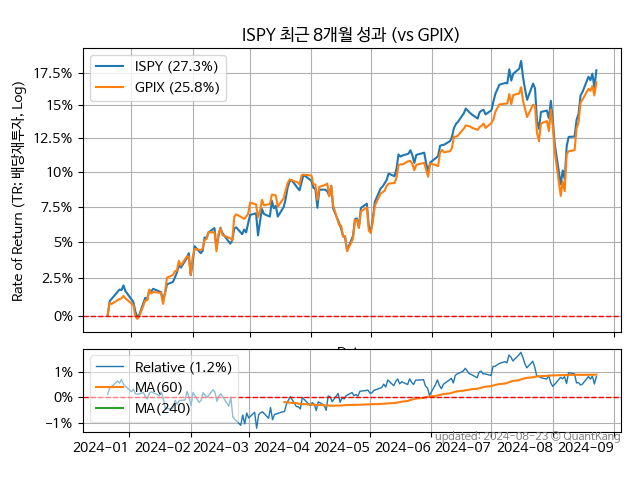 ISPY 최근 8개월 성과 (vs GPIX)
Rate of Return (TR: 배당재투자, Log)
17.5%
15%
12.5%
10%
7.5%
5%
2.5%
0%
ISPY (27.3%)
GPIX (25.8%)
1%
0%
−1%
Relative (1.2%)
MA(60)
MA(240)
2024−01 2024−02 2024−03 2024−04 2024−05 2024−06 2024−07 2024−08 2024−09
updated: 2024−08−23 © QuantKang